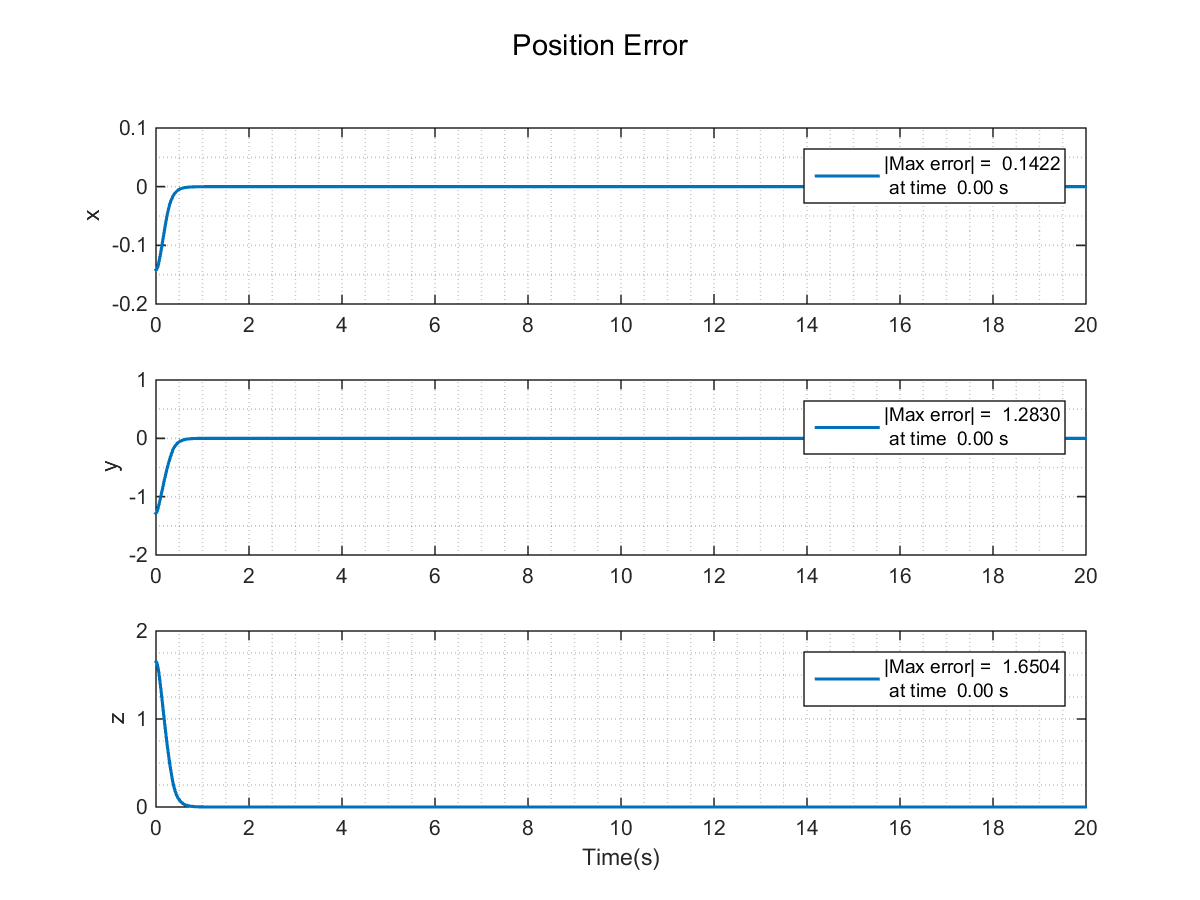 Position Error
0.1
0
-0.1
-0.2
x
|Max error| = 0.1422
at time 0.00 s
0 2 4 6 8 10 12 14 16 18 20
1
0
-1
-2
y
|Max error| = 1.2830
at time 0.00 s
0 2 4 6 8 10 12 14 16 18 20
2
1
0
z
|Max error| = 1.6504
at time 0.00 s
0 2 4 6 8 10 12 14 16 18 20
Time(s)